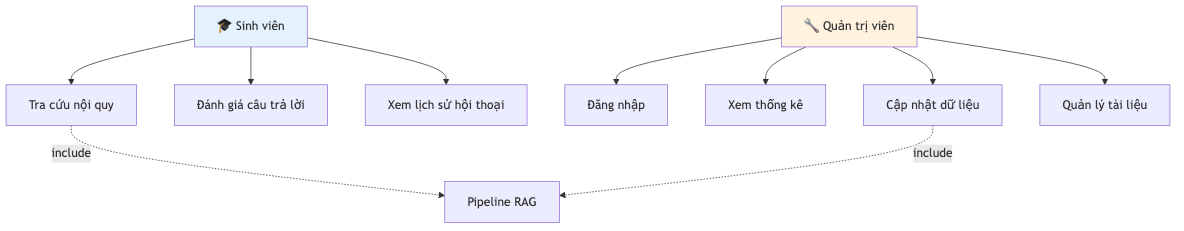 🎓 Sinh viên
🔧 Quản trị viên
Tra cứu nội quy
Đánh giá câu trả lời
Xem lịch sử hội thoại
Đăng nhập
Xem thống kê
Cập nhật dữ liệu
Quản lý tài liệu
include
include
Pipeline RAG